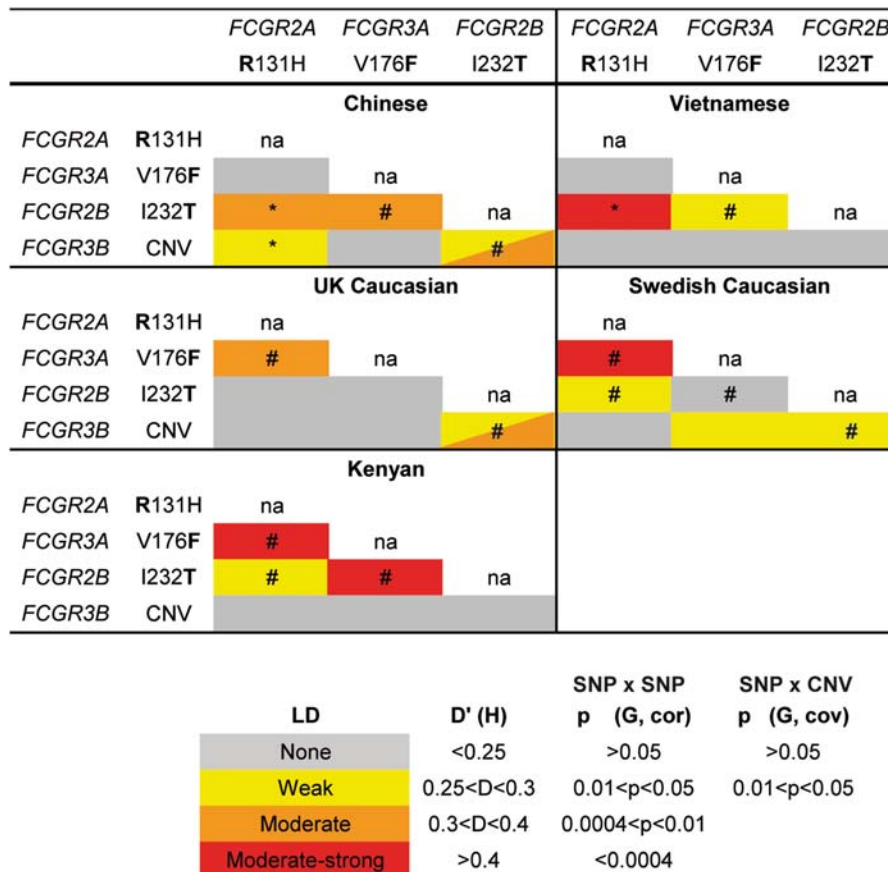 FCGR2A FCGR3A FCGR2B FCGR2A FCGR3A FCGR2B
R131H V176F I232T R131H V176F I232T
Chinese Vietnamese
FCGR2A R131H na na
FCGR3A V176F na na
FCGR2B I232T * # na * # na
FCGR3B CNV * #
UK Caucasian Swedish Caucasian
FCGR2A R131H na na
FCGR3A V176F # na # na
FCGR2B I232T na # # na
FCGR3B CNV # #
Kenyan
FCGR2A R131H na
FCGR3A V176F # na
FCGR2B I232T # # na
FCGR3B CNV
SNP x SNP SNP x CNV
LD D' (H) p (G, cor) p (G, cov)
None <0.25 >0.05 >0.05
Weak 0.25<D<0.3 0.01<p<0.05 0.01<p<0.05
Moderate 0.3<D<0.4 0.0004<p<0.01
Moderate-strong >0.4 <0.0004